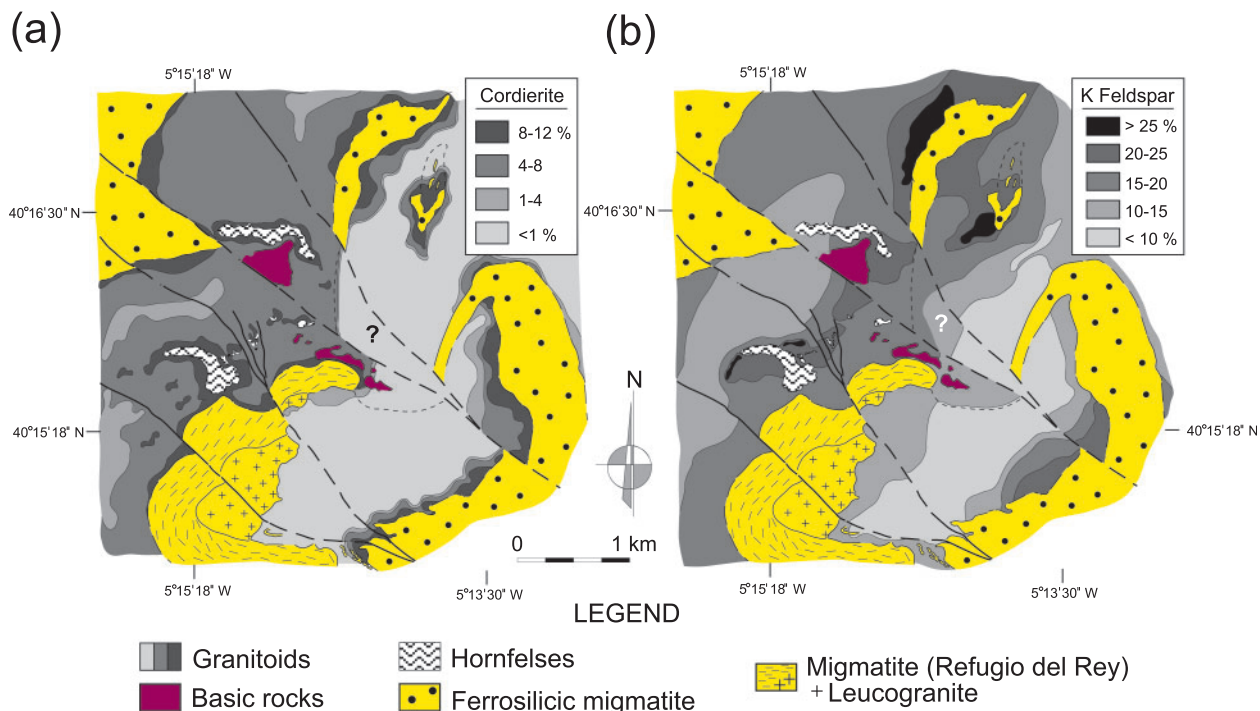 (a)
5°15'18" W
Cordierite
8-12 %
4-8
1-4
<1 %
40°16'30" N
?
40°15'18" N
5°15'18" W
5°13'30" W
(b)
5°15'18" W
K Feldspar
> 25 %
20-25
15-20
10-15
< 10 %
40°16'30" N
?
40°15'18" N
5°15'18" W
5°13'30" W
N
0 1 km
LEGEND
Granitoids
Basic rocks
Hornfelses
Ferrosilicic migmatite
Migmatite (Refugio del Rey)
+ Leucogranite